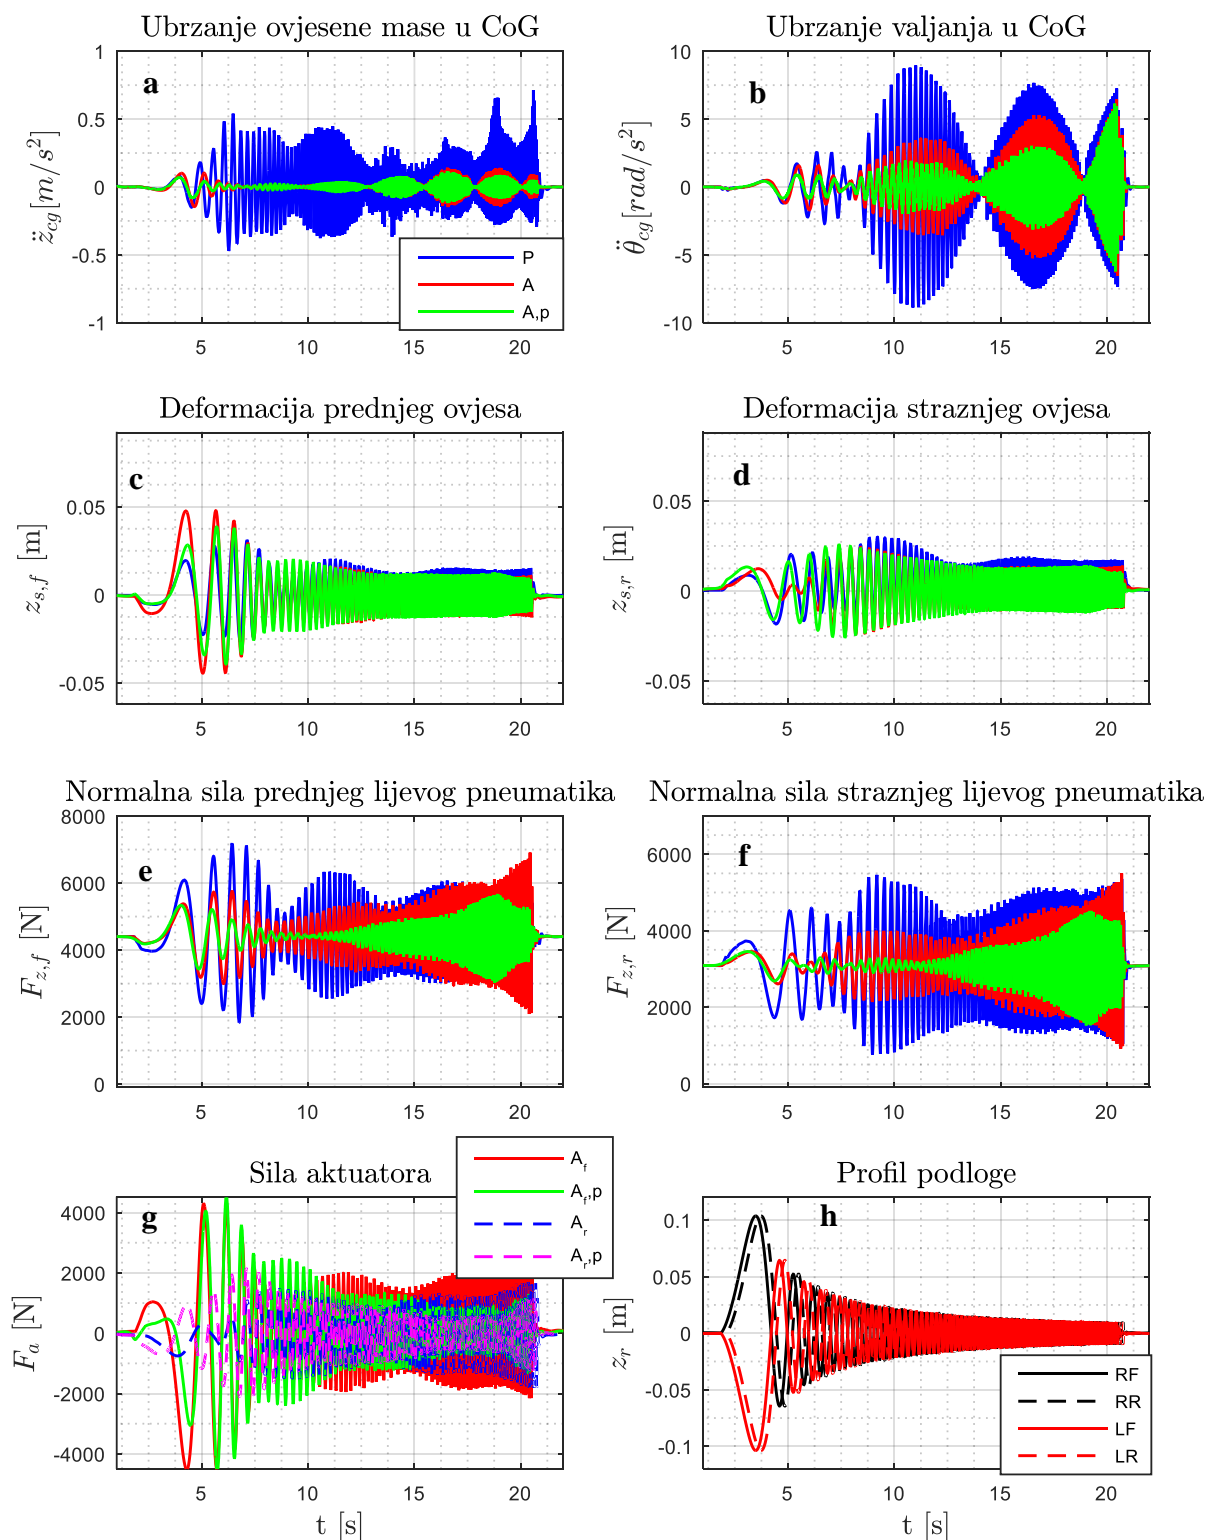 Ubrzanje ovjesene mase u CoG
a
1
0.5
0
-0.5
-1
z̈cg[m/s²]
P
A
A,p
5 10 15 20
Ubrzanje valjanja u CoG
b
10
5
0
-5
-10
θ̈cg[rad/s²]
5 10 15 20
Deformacija prednjeg ovjesa
c
0.05
0
-0.05
zs,f [m]
5 10 15 20
Deformacija straznjeg ovjesa
d
0.05
0
-0.05
zs,r [m]
5 10 15 20
Normalna sila prednjeg lijevog pneumatika
e
8000
6000
4000
2000
0
Fz,f [N]
5 10 15 20
Normalna sila straznjeg lijevog pneumatika
f
6000
4000
2000
0
Fz,r [N]
5 10 15 20
Sila aktuatora
g
4000
2000
0
-2000
-4000
Fa [N]
Af
Af,p
Ar
Ar,p
5 10 15 20
t [s]
Profil podloge
h
0.1
0.05
0
-0.05
-0.1
zr [m]
RF
RR
LF
LR
5 10 15 20
t [s]